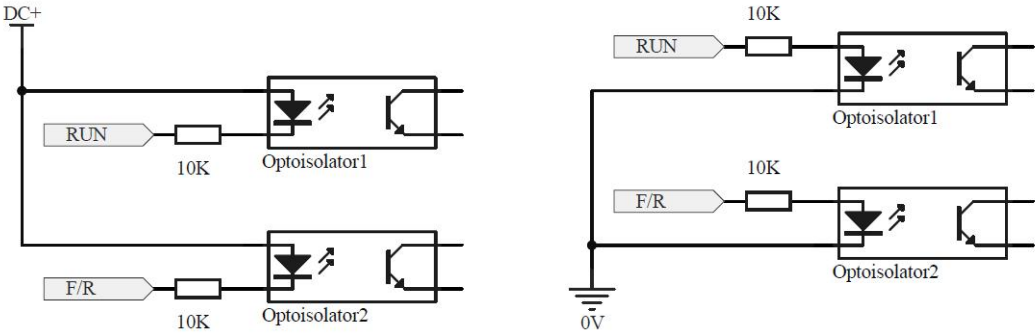 DC+
RUN
10K
Optoisolator1
F/R
10K
Optoisolator2
10K
RUN
Optoisolator1
10K
F/R
Optoisolator2
0V